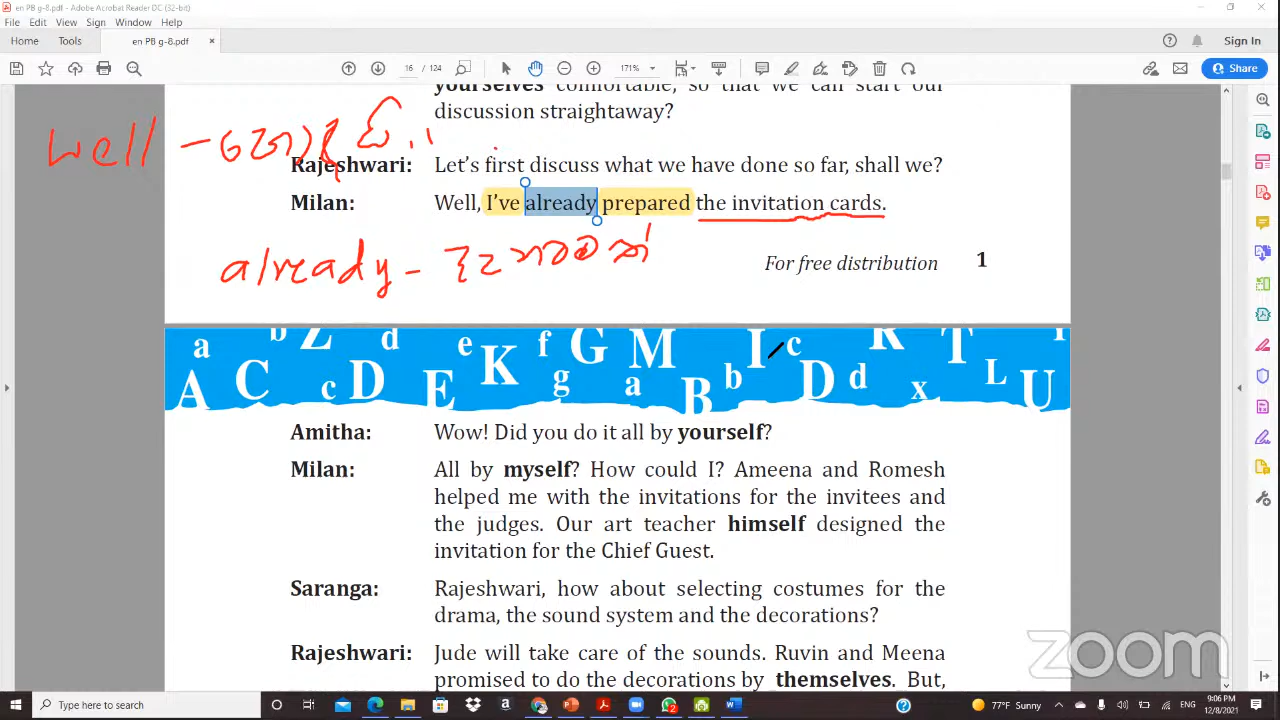 en PB g-8.pdf - Adobe Acrobat Reader DC (32-bit)
File Edit View Sign Window Help
Home Tools en PB g-8.pdf × Sign In
16 / 124 171% Share
yourselves comfortable, so that we can start our
discussion straightaway?
well -
Rajeshwari: Let's first discuss what we have done so far, shall we?
Milan: Well, I've already prepared the invitation cards.
already -
For free distribution 1
a b Z d e f G M I c R T
A C c D E K g a B b D d x L U
Amitha: Wow! Did you do it all by yourself?
Milan: All by myself? How could I? Ameena and Romesh
helped me with the invitations for the invitees and
the judges. Our art teacher himself designed the
invitation for the Chief Guest.
Saranga: Rajeshwari, how about selecting costumes for the
drama, the sound system and the decorations?
Rajeshwari: Jude will take care of the sounds. Ruvin and Meena
promised to do the decorations by themselves. But,
zoom
Type here to search 77°F Sunny 9:06 PM
12/8/2021